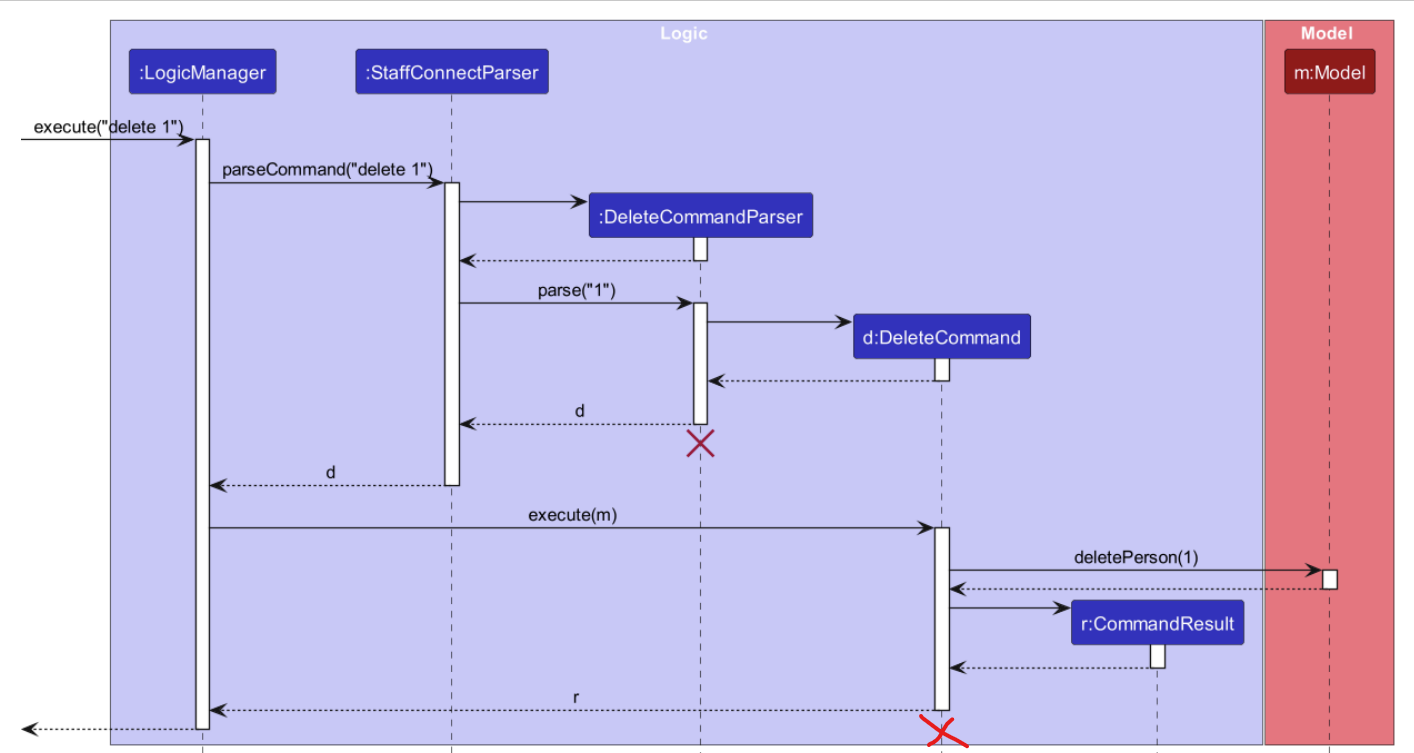 Logic
Model
:LogicManager
:StaffConnectParser
m:Model
execute("delete 1")
parseCommand("delete 1")
:DeleteCommandParser
parse("1")
d:DeleteCommand
d
d
execute(m)
deletePerson(1)
r:CommandResult
r